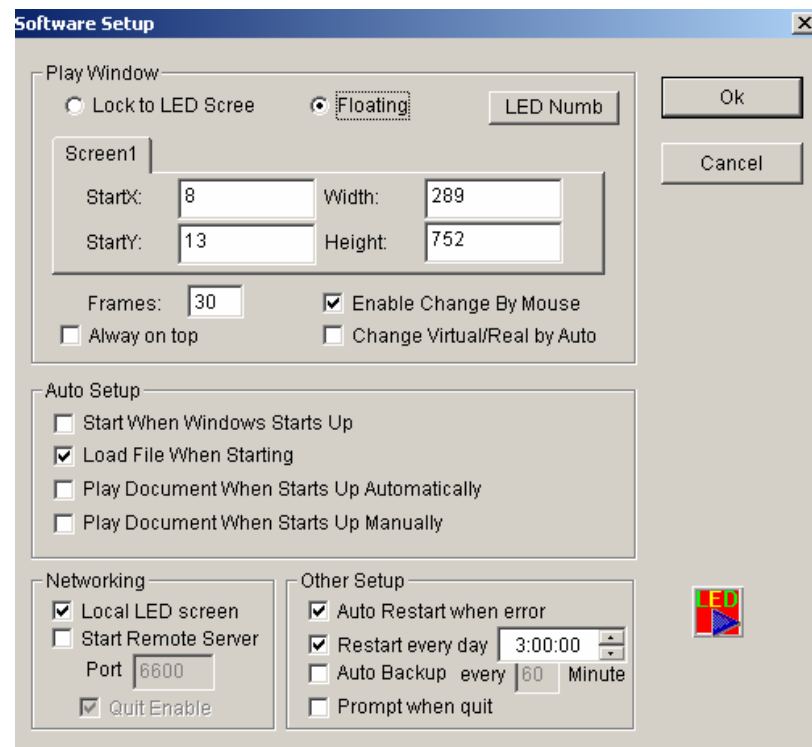 Software Setup
Play Window
Lock to LED Scree Floating LED Numb
Ok
Screen1
Cancel
StartX: 8 Width: 289
StartY: 13 Height: 752
Frames: 30 Enable Change By Mouse
Alway on top Change Virtual/Real by Auto
Auto Setup
Start When Windows Starts Up
Load File When Starting
Play Document When Starts Up Automatically
Play Document When Starts Up Manually
Networking
Local LED screen
Start Remote Server
Port 6600
Quit Enable
Other Setup
Auto Restart when error
Restart every day 3:00:00
Auto Backup every 60 Minute
Prompt when quit
LED